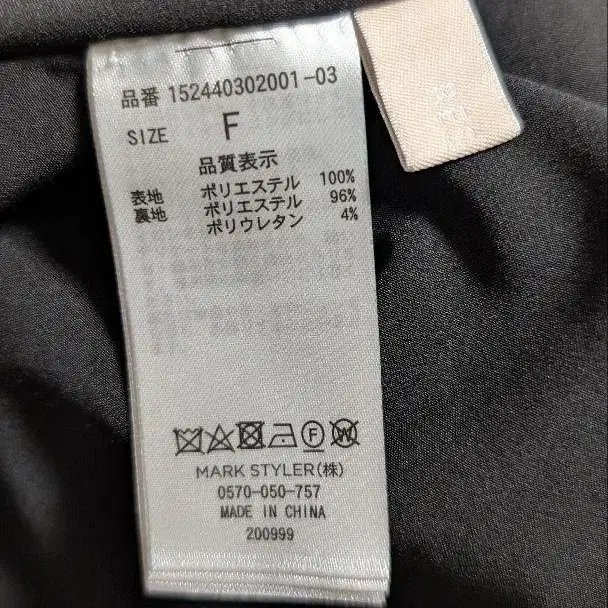 品番 152440302001-03
SIZE F
品質表示
表地 ポリエステル 100%
裏地 ポリエステル 96%
ポリウレタン 4%
F W
MARK STYLER(株)
0570-050-757
MADE IN CHINA
200999